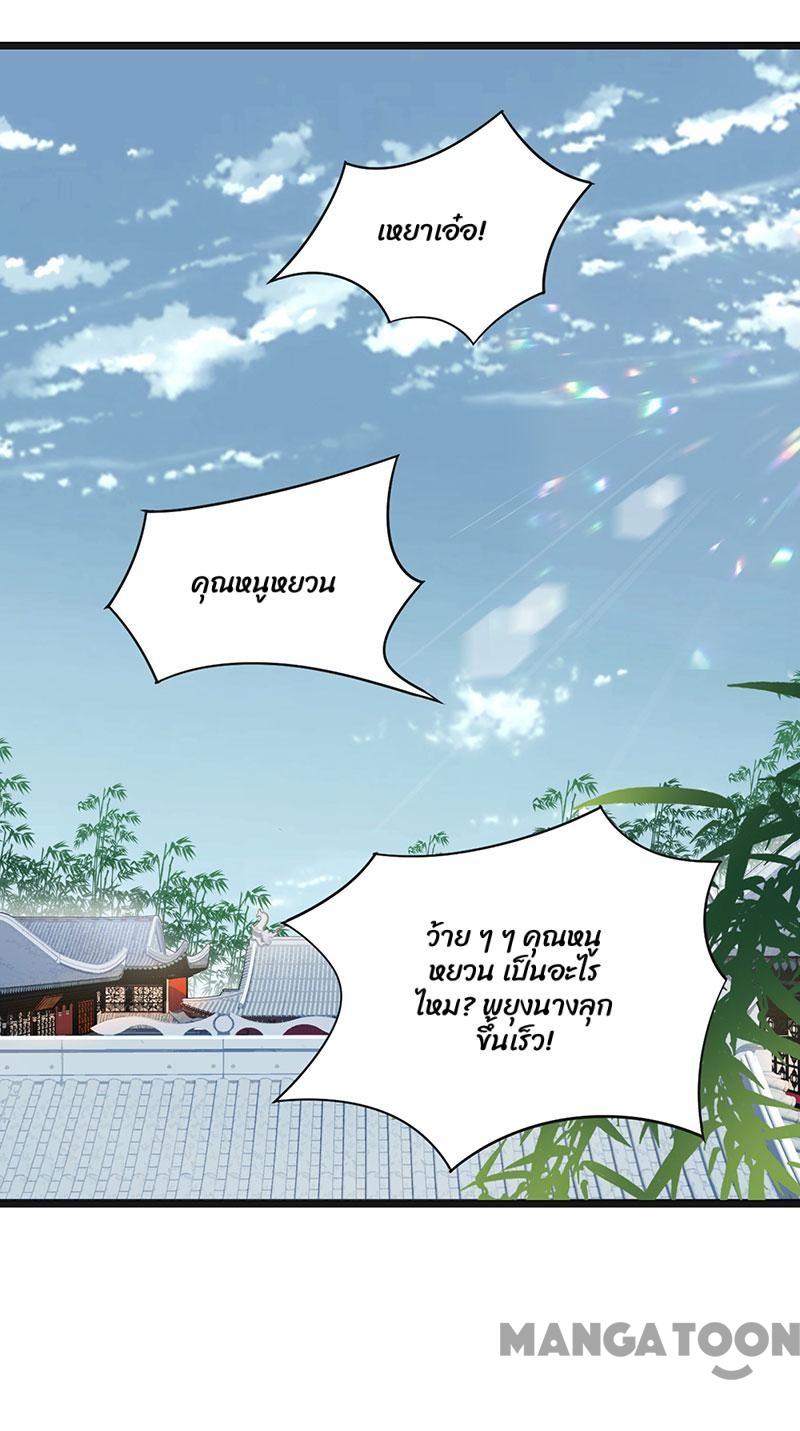 เหยาเอ๋อ!
คุณหนูหยวน
ว้าย ๆ ๆ คุณหนู
หยวน เป็นอะไร
ไหม? พยุงนางลุก
ขึ้นเร็ว!
MANGATOON